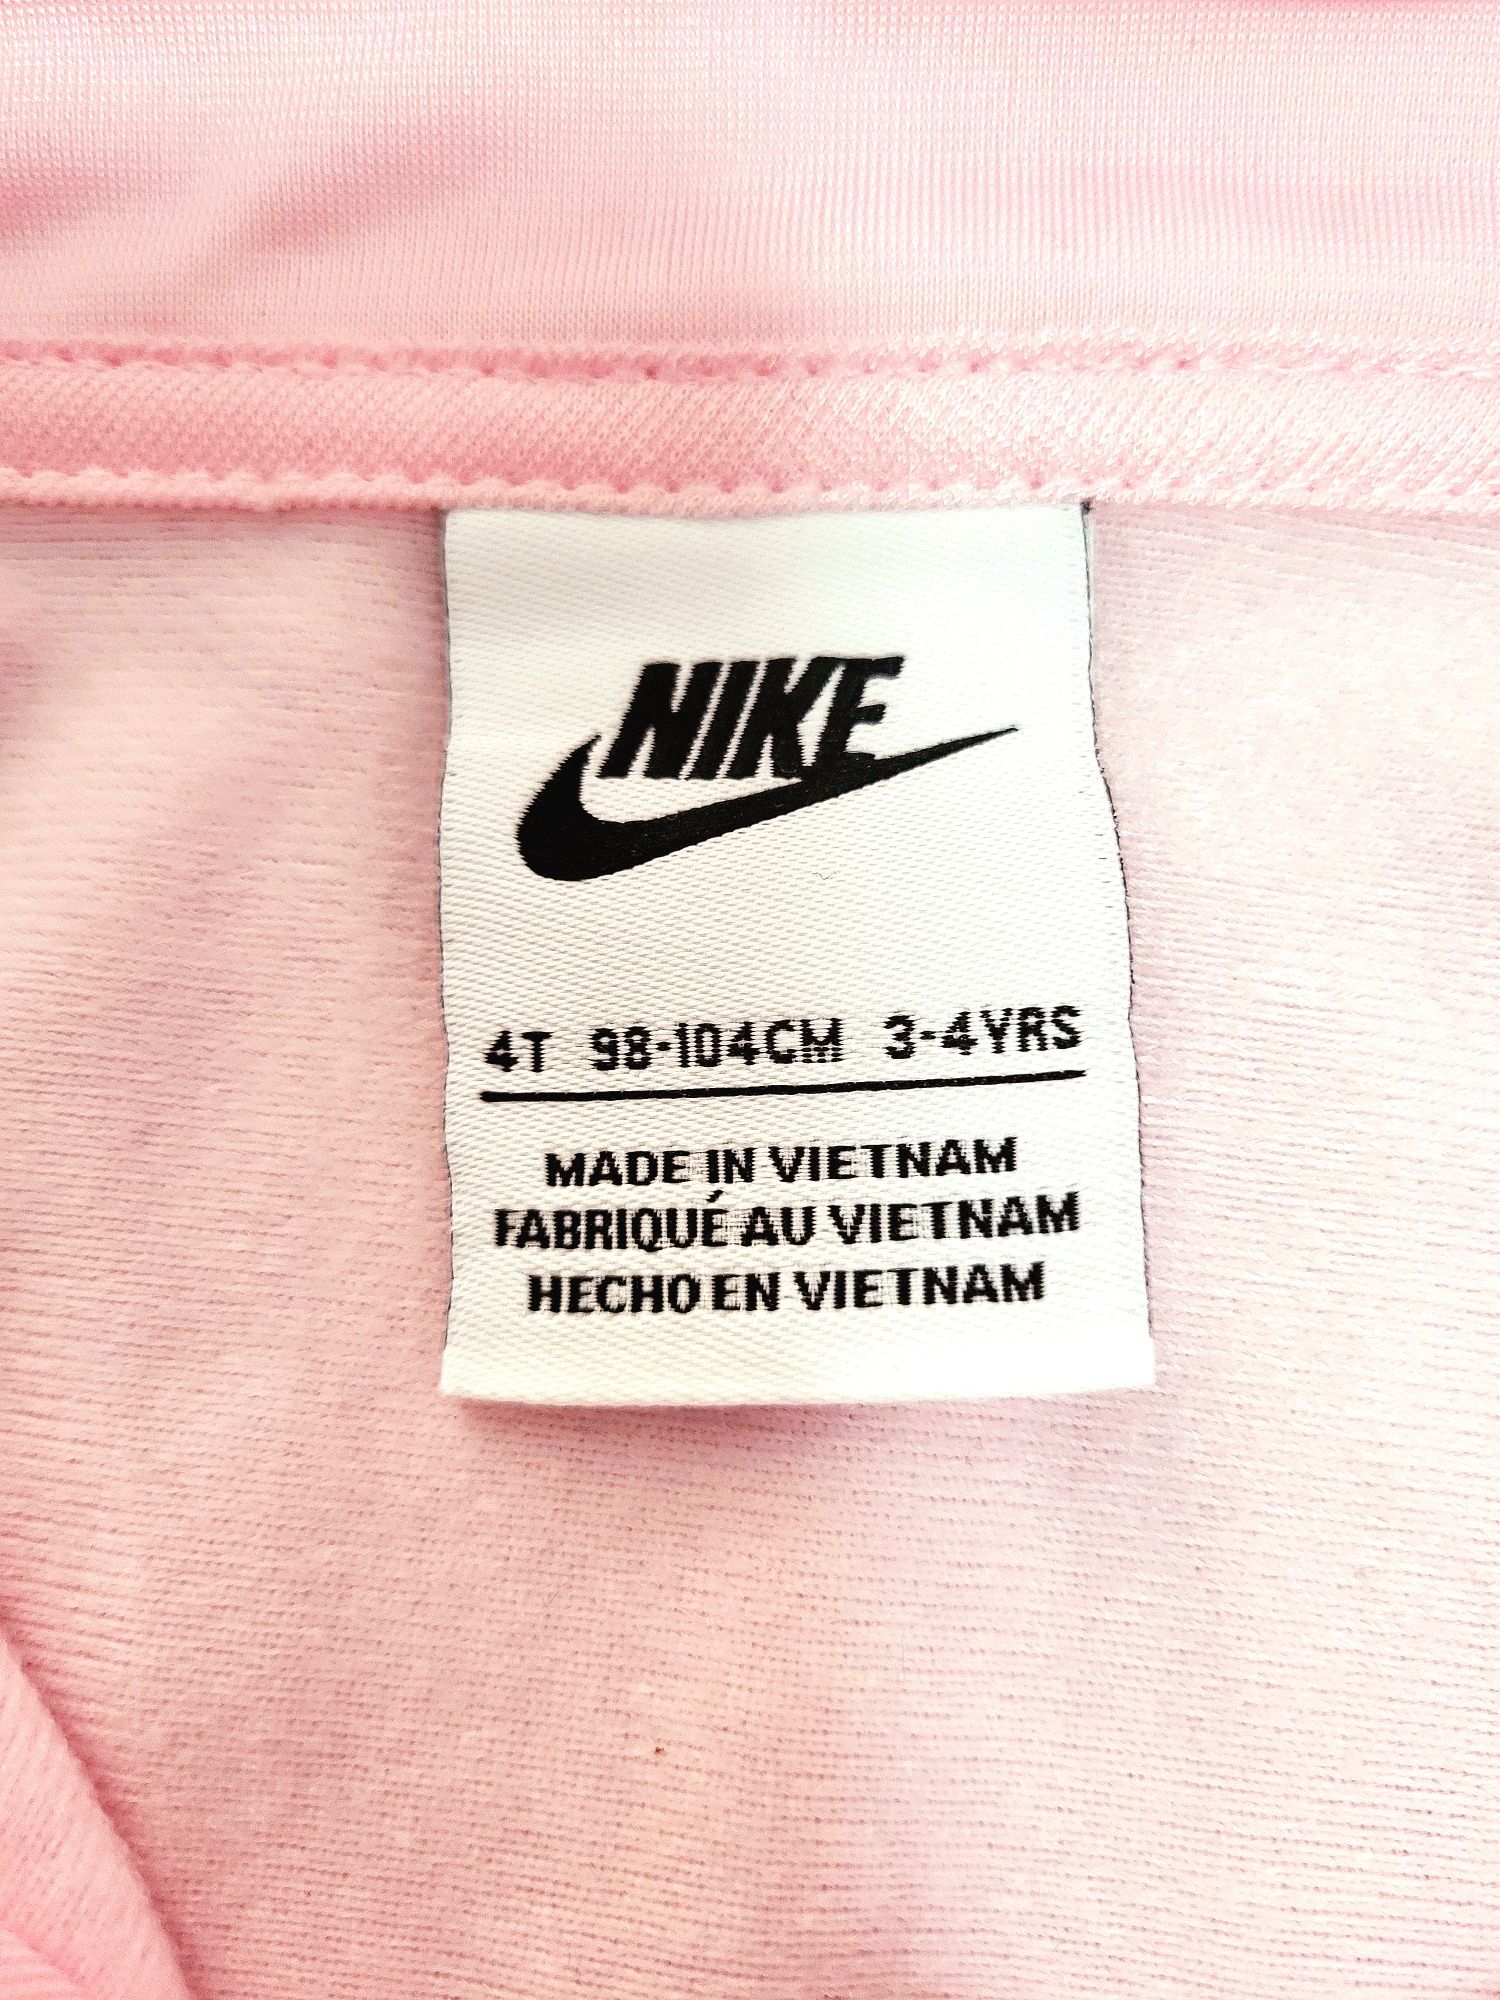 NIKE
4T 98-104CM 3-4YRS
MADE IN VIETNAM
FABRIQUÉ AU VIETNAM
HECHO EN VIETNAM